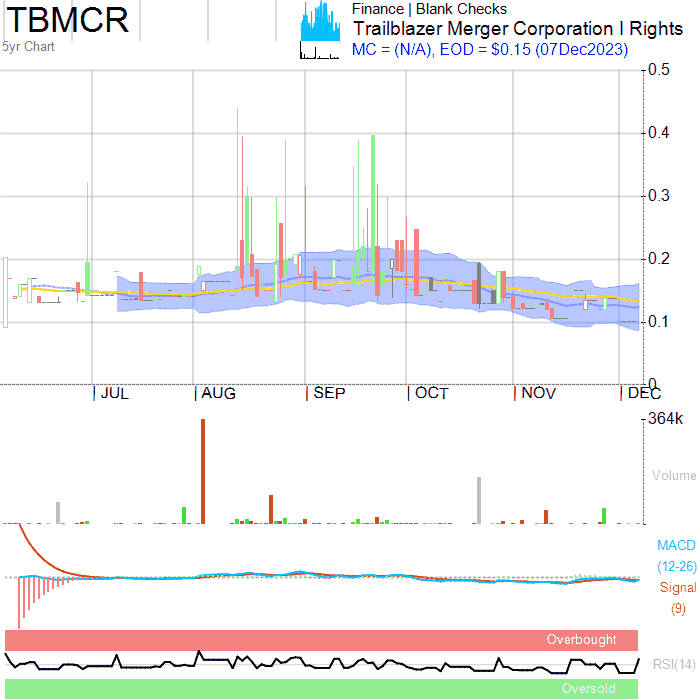 TBMCR
5yr Chart
Finance | Blank Checks
Trailblazer Merger Corporation I Rights
MC = (N/A), EOD = $0.15 (07Dec2023)
0.5
0.4
0.3
0.2
0.1
0
JUL AUG SEP OCT NOV DEC
364k
Volume
MACD
(12-26)
Signal
(9)
Overbought
RSI(14)
Oversold